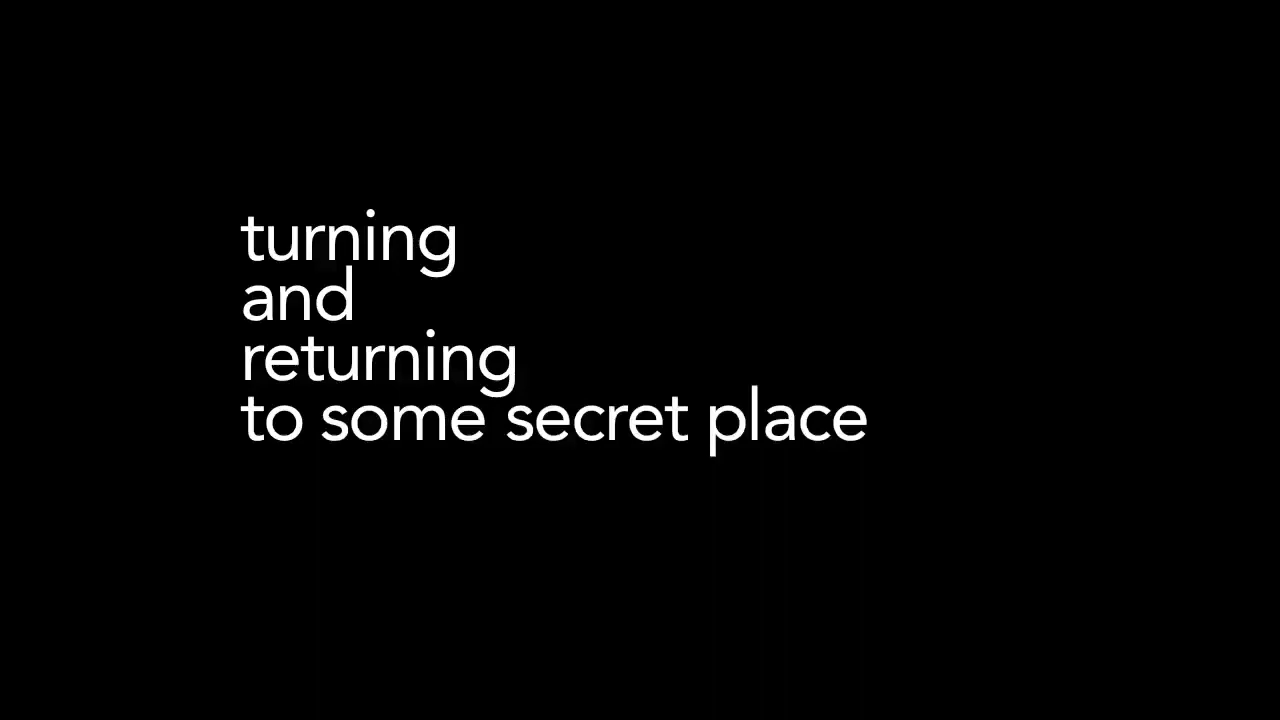 turning
and
returning
to some secret place